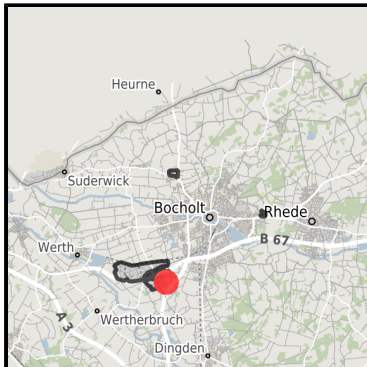 Heurne
Suderwick
Bocholt
Rhede
B 67
Werth
A 3
Wertherbruch
Dingden